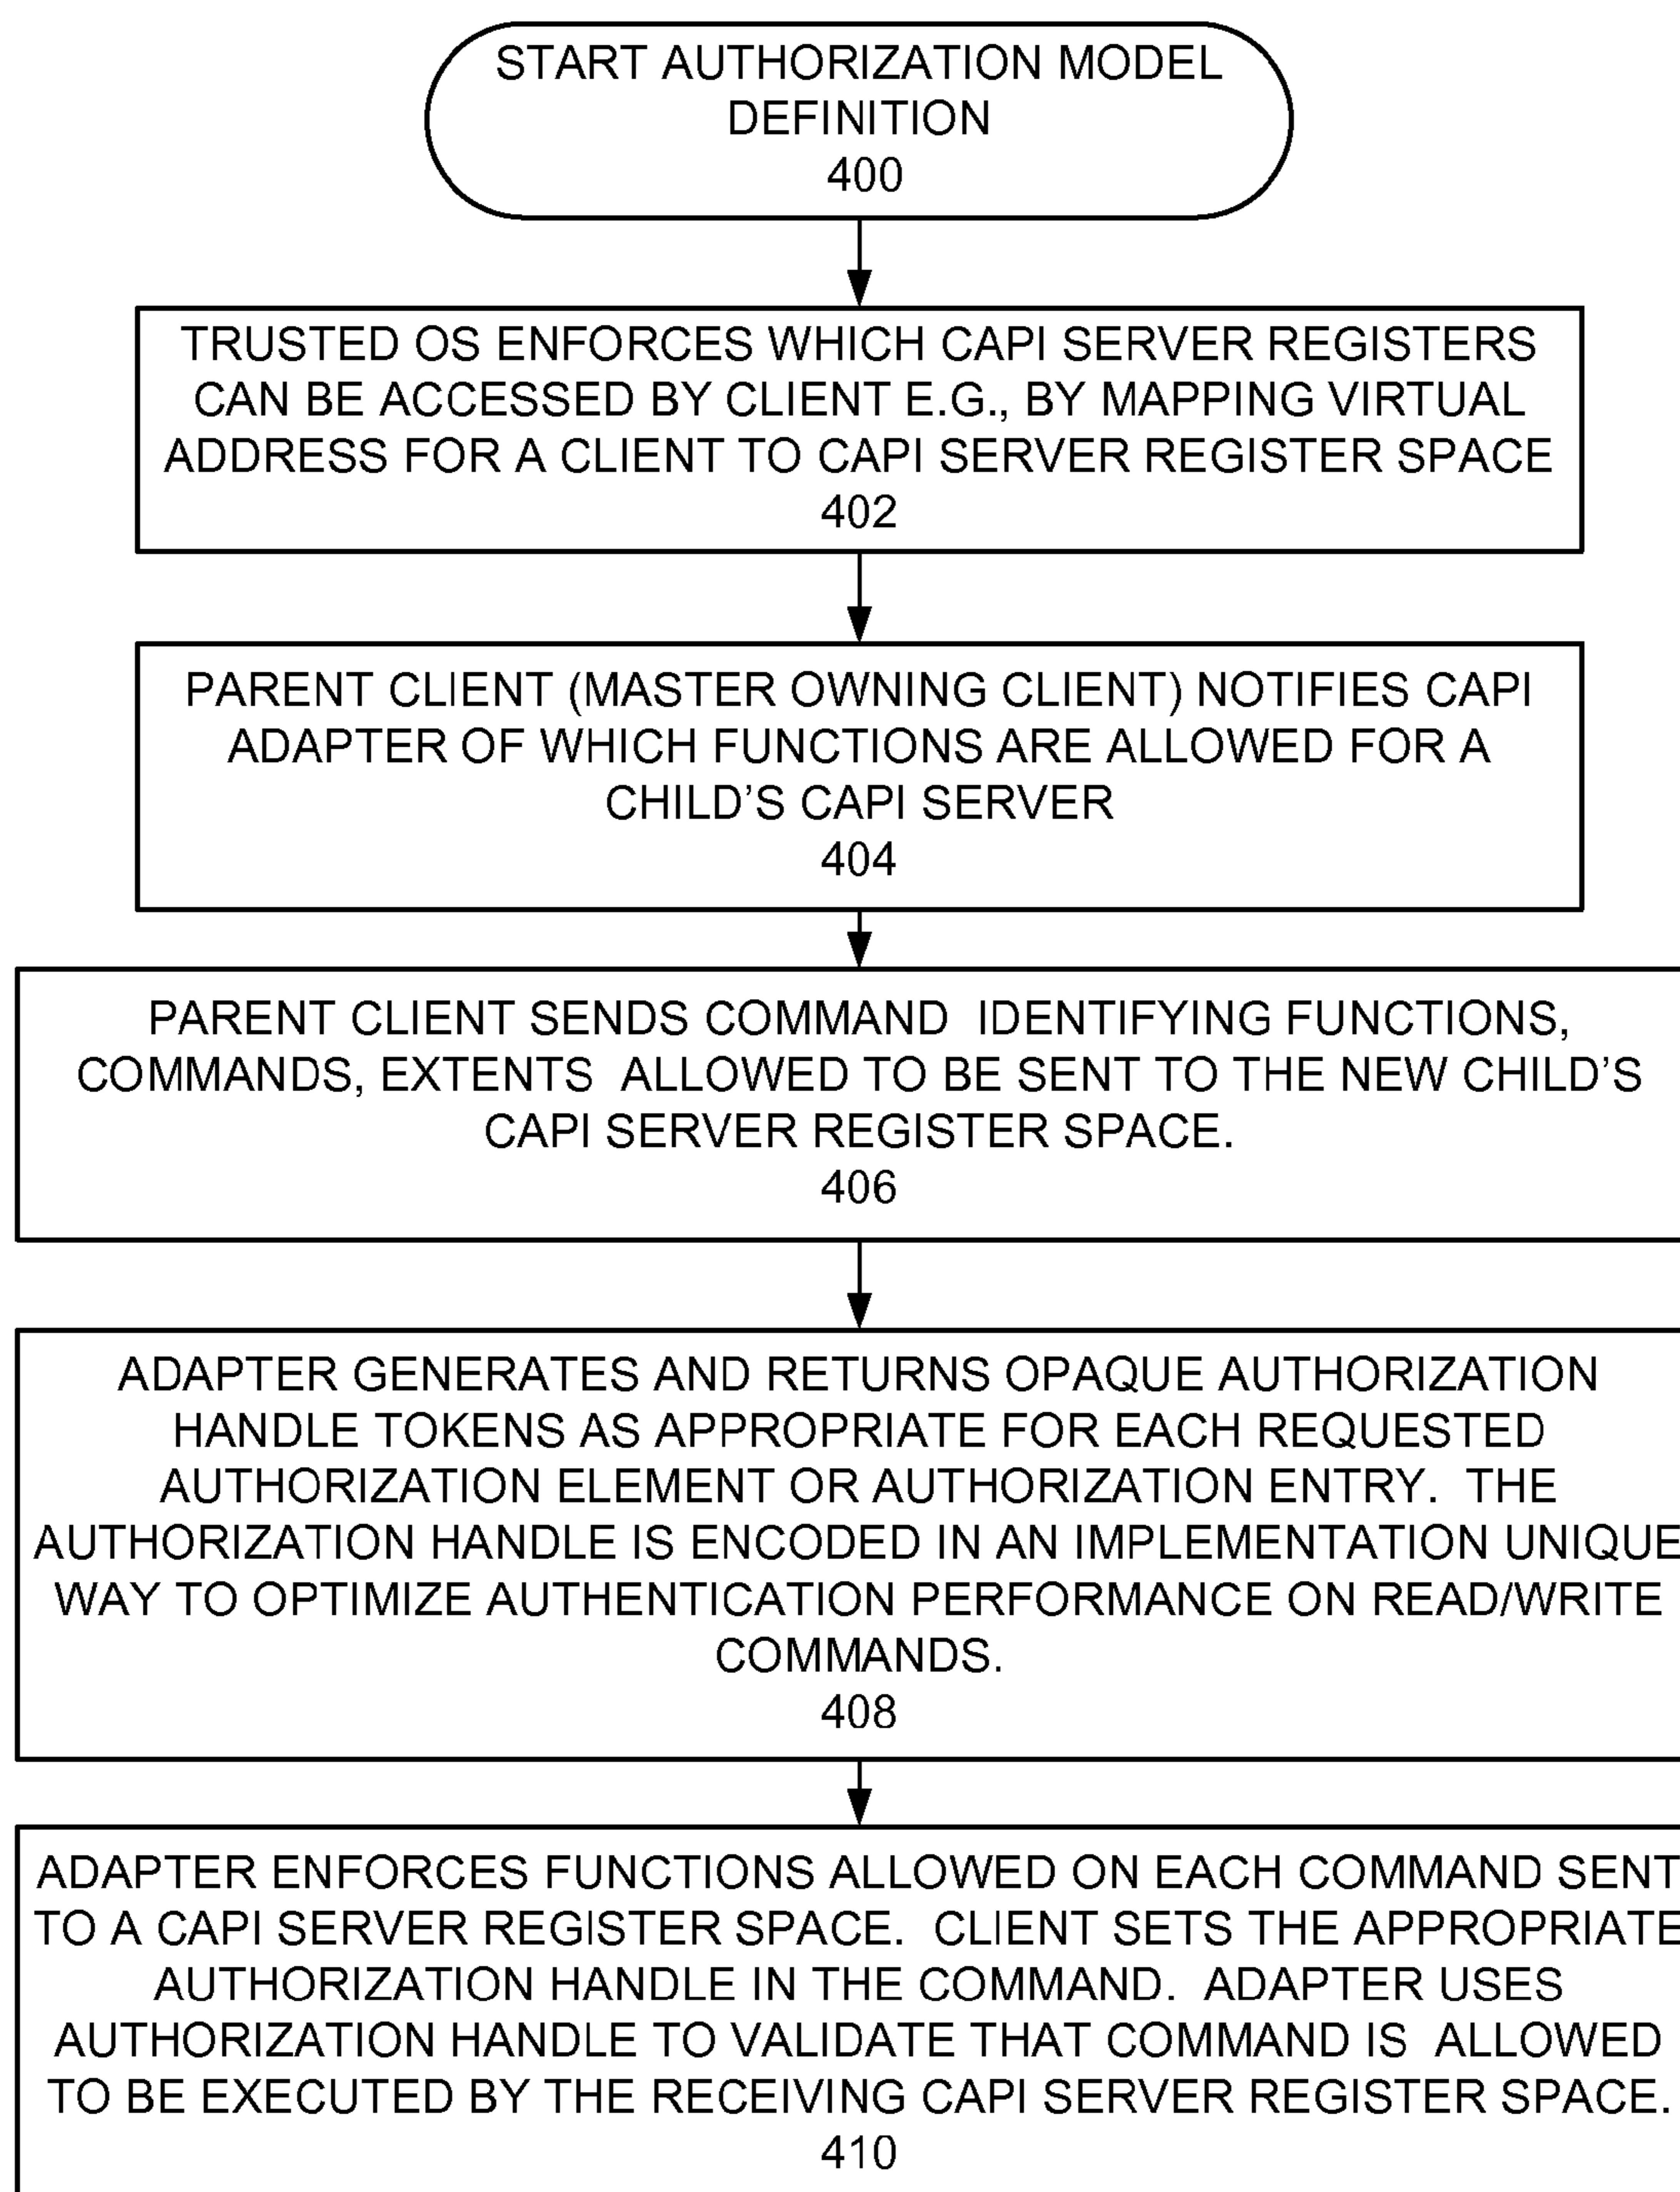 START AUTHORIZATION MODEL
DEFINITION
400
TRUSTED OS ENFORCES WHICH CAPI SERVER REGISTERS
CAN BE ACCESSED BY CLIENT E.G., BY MAPPING VIRTUAL
ADDRESS FOR A CLIENT TO CAPI SERVER REGISTER SPACE
402
PARENT CLIENT (MASTER OWNING CLIENT) NOTIFIES CAPI
ADAPTER OF WHICH FUNCTIONS ARE ALLOWED FOR A
CHILD'S CAPI SERVER
404
PARENT CLIENT SENDS COMMAND IDENTIFYING FUNCTIONS,
COMMANDS, EXTENTS ALLOWED TO BE SENT TO THE NEW CHILD'S
CAPI SERVER REGISTER SPACE.
406
ADAPTER GENERATES AND RETURNS OPAQUE AUTHORIZATION
HANDLE TOKENS AS APPROPRIATE FOR EACH REQUESTED
AUTHORIZATION ELEMENT OR AUTHORIZATION ENTRY. THE
AUTHORIZATION HANDLE IS ENCODED IN AN IMPLEMENTATION UNIQUE
WAY TO OPTIMIZE AUTHENTICATION PERFORMANCE ON READ/WRITE
COMMANDS.
408
ADAPTER ENFORCES FUNCTIONS ALLOWED ON EACH COMMAND SENT
TO A CAPI SERVER REGISTER SPACE. CLIENT SETS THE APPROPRIATE
AUTHORIZATION HANDLE IN THE COMMAND. ADAPTER USES
AUTHORIZATION HANDLE TO VALIDATE THAT COMMAND IS ALLOWED
TO BE EXECUTED BY THE RECEIVING CAPI SERVER REGISTER SPACE.
410